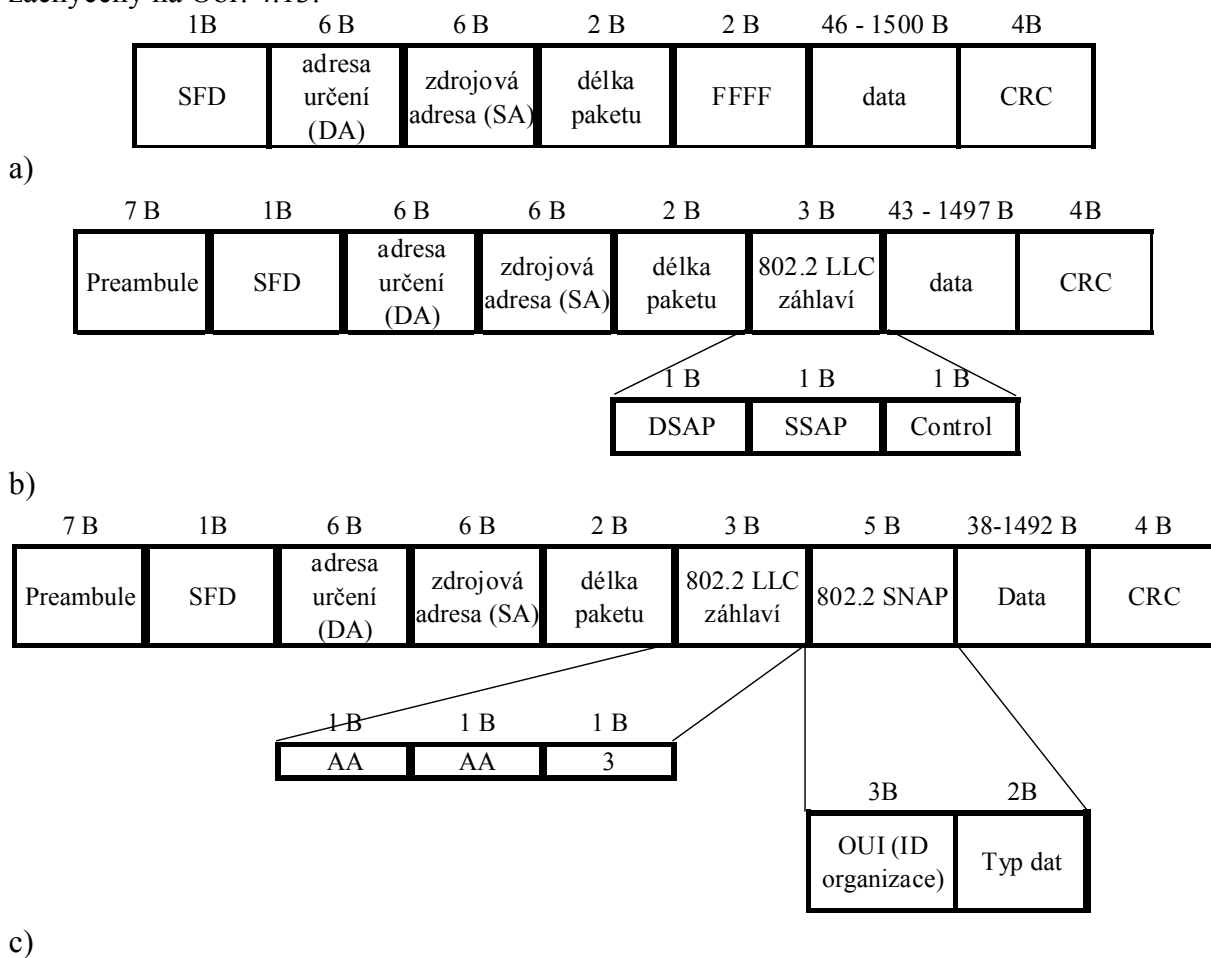 zachycený na Obr.
1B 6 B 6 B 2 B 2 B 46 - 1500 B 4B
SFD
adresa
určení
(DA)
zdrojová
adresa (SA)
délka
paketu
FFFF
data
CRC
a)
7 B 1B 6 B 6 B 2 B 3 B 43 - 1497 B 4B
Preambule
SFD
adresa
určení
(DA)
zdrojová
adresa (SA)
délka
paketu
802.2 LLC
záhlaví
data
CRC
1 B 1 B 1 B
DSAP SSAP Control
b)
7 B 1B 6 B 6 B 2 B 3 B 5 B 38-1492 B 4 B
Preambule
SFD
adresa
určení
(DA)
zdrojová
adresa (SA)
délka
paketu
802.2 LLC
záhlaví
802.2 SNAP
Data
CRC
1 B 1 B 1 B
AA AA 3
3B 2B
OUI (ID
organizace)
Typ dat
c)